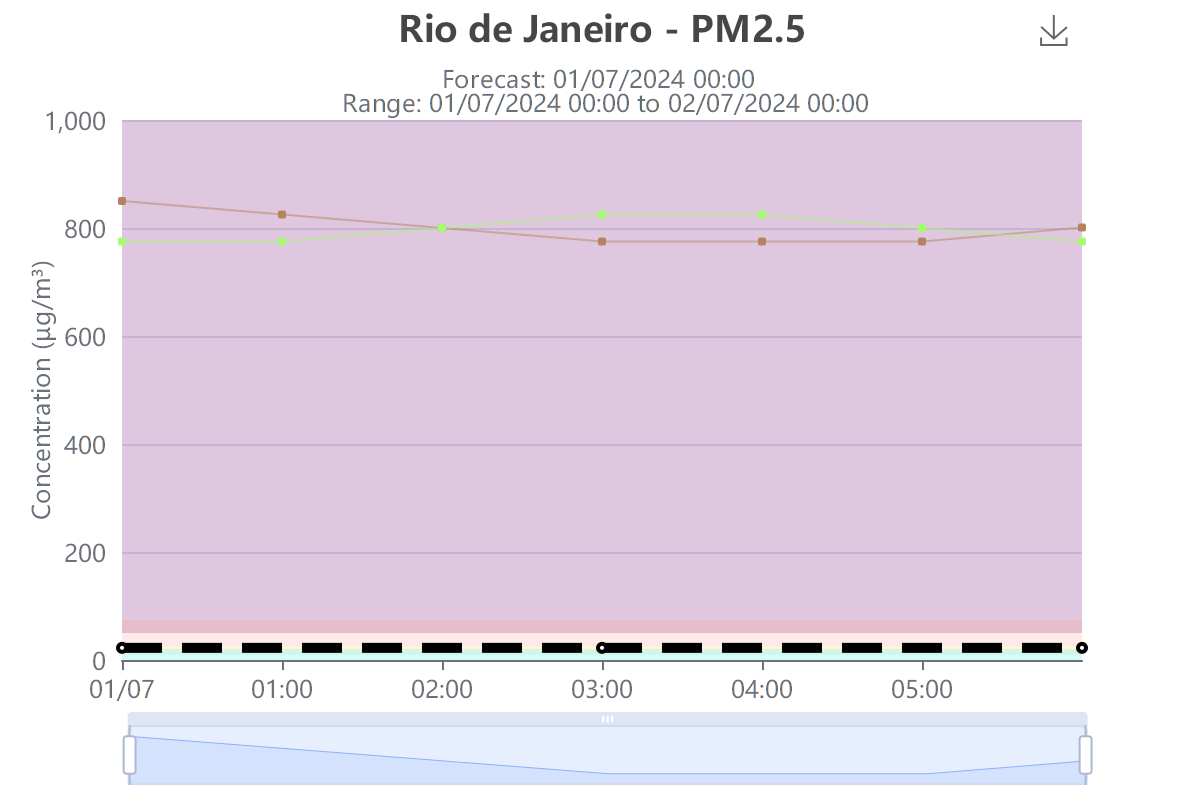 Rio de Janeiro - PM2.5
Forecast: 01/07/2024 00:00
Range: 01/07/2024 00:00 to 02/07/2024 00:00
Concentration (µg/m³)
1,000
800
600
400
200
0
01/07 01:00 02:00 03:00 04:00 05:00